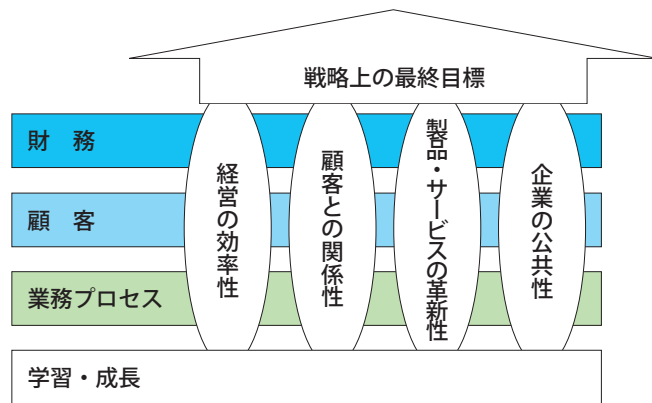 戦略上の最終目標
財　務
顧　客
業務プロセス
学習・成長
経営の効率性
顧客との関係性
製品・サービスの革新性
企業の公共性